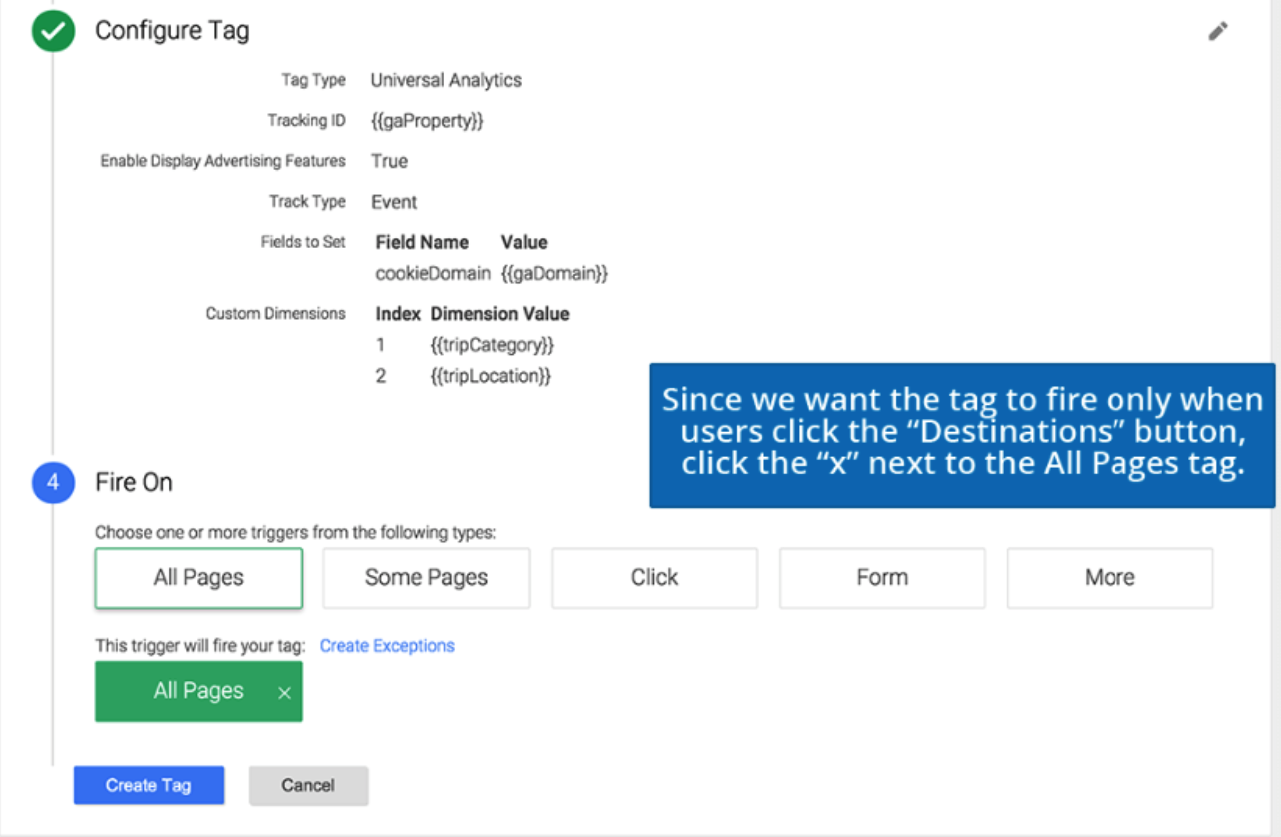 Configure Tag
Tag Type Universal Analytics
Tracking ID {{gaProperty}}
Enable Display Advertising Features True
Track Type Event
Fields to Set Field Name Value
cookieDomain {{gaDomain}}
Custom Dimensions Index Dimension Value
1 {{tripCategory}}
2 {{tripLocation}}
Since we want the tag to fire only when
users click the “Destinations” button,
click the “x” next to the All Pages tag.
4 Fire On
Choose one or more triggers from the following types:
All Pages Some Pages Click Form More
This trigger will fire your tag: Create Exceptions
All Pages ×
Create Tag Cancel